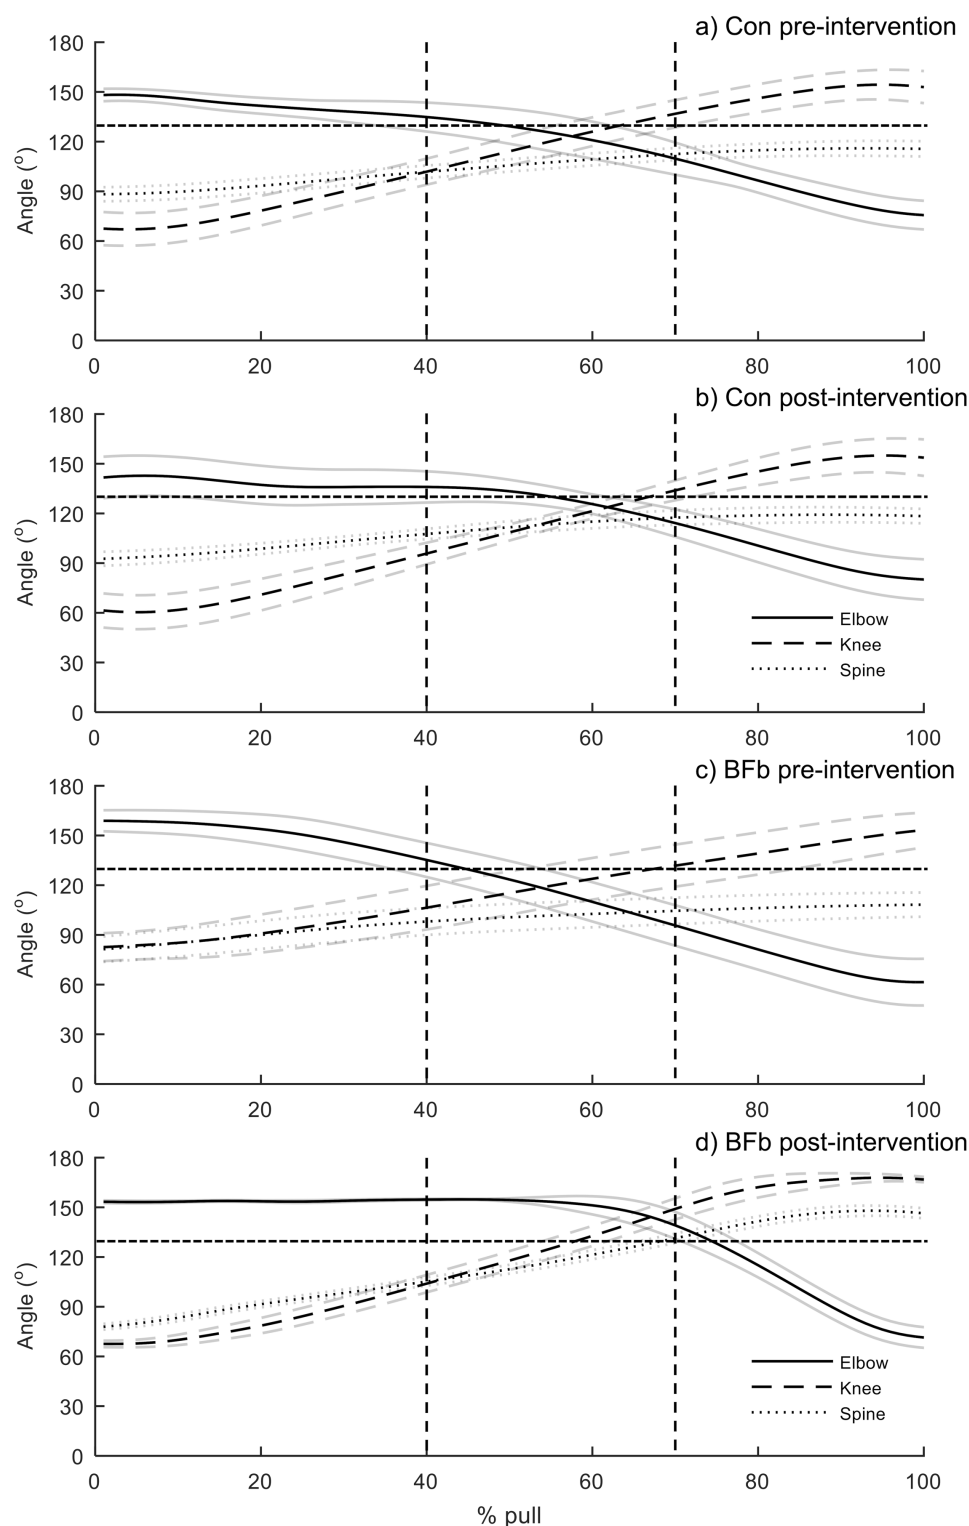 a) Con pre-intervention
180
150
120
90
60
30
0
Angle (°)
0 20 40 60 80 100
b) Con post-intervention
180
150
120
90
60
30
0
Angle (°)
Elbow
Knee
Spine
0 20 40 60 80 100
c) BFb pre-intervention
180
150
120
90
60
30
0
Angle (°)
0 20 40 60 80 100
d) BFb post-intervention
180
150
120
90
60
30
0
Angle (°)
Elbow
Knee
Spine
0 20 40 60 80 100
% pull